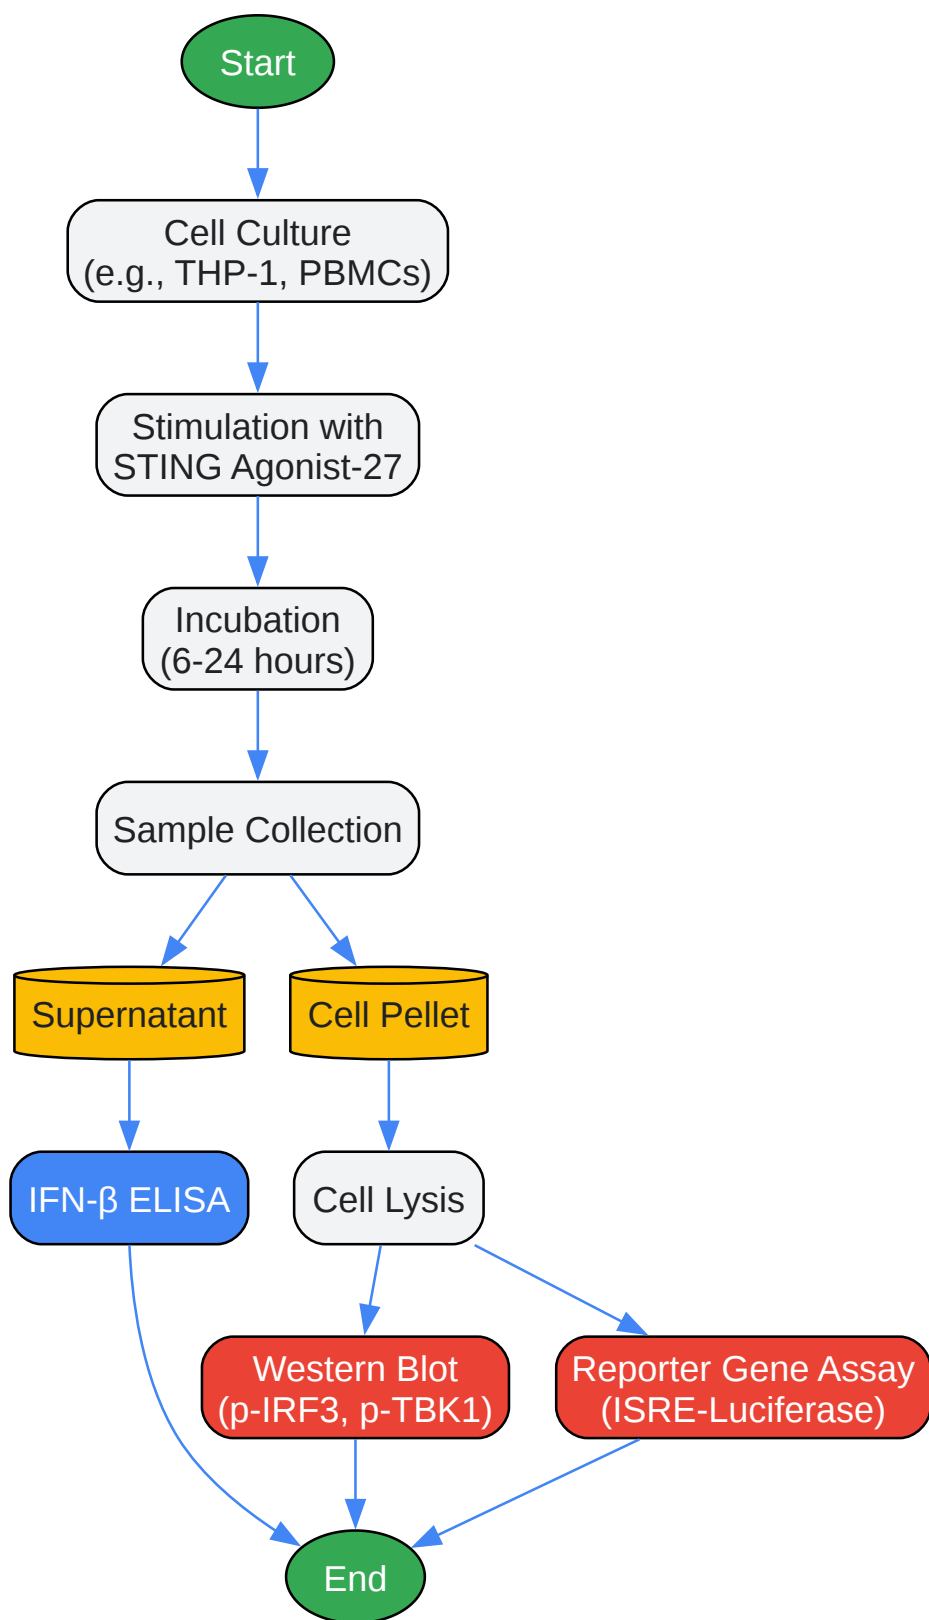 Start
Cell Culture
(e.g., THP-1, PBMCs)
Stimulation with
STING Agonist-27
Incubation
(6-24 hours)
Sample Collection
Supernatant
Cell Pellet
IFN-β ELISA
Cell Lysis
Western Blot
(p-IRF3, p-TBK1)
Reporter Gene Assay
(ISRE-Luciferase)
End